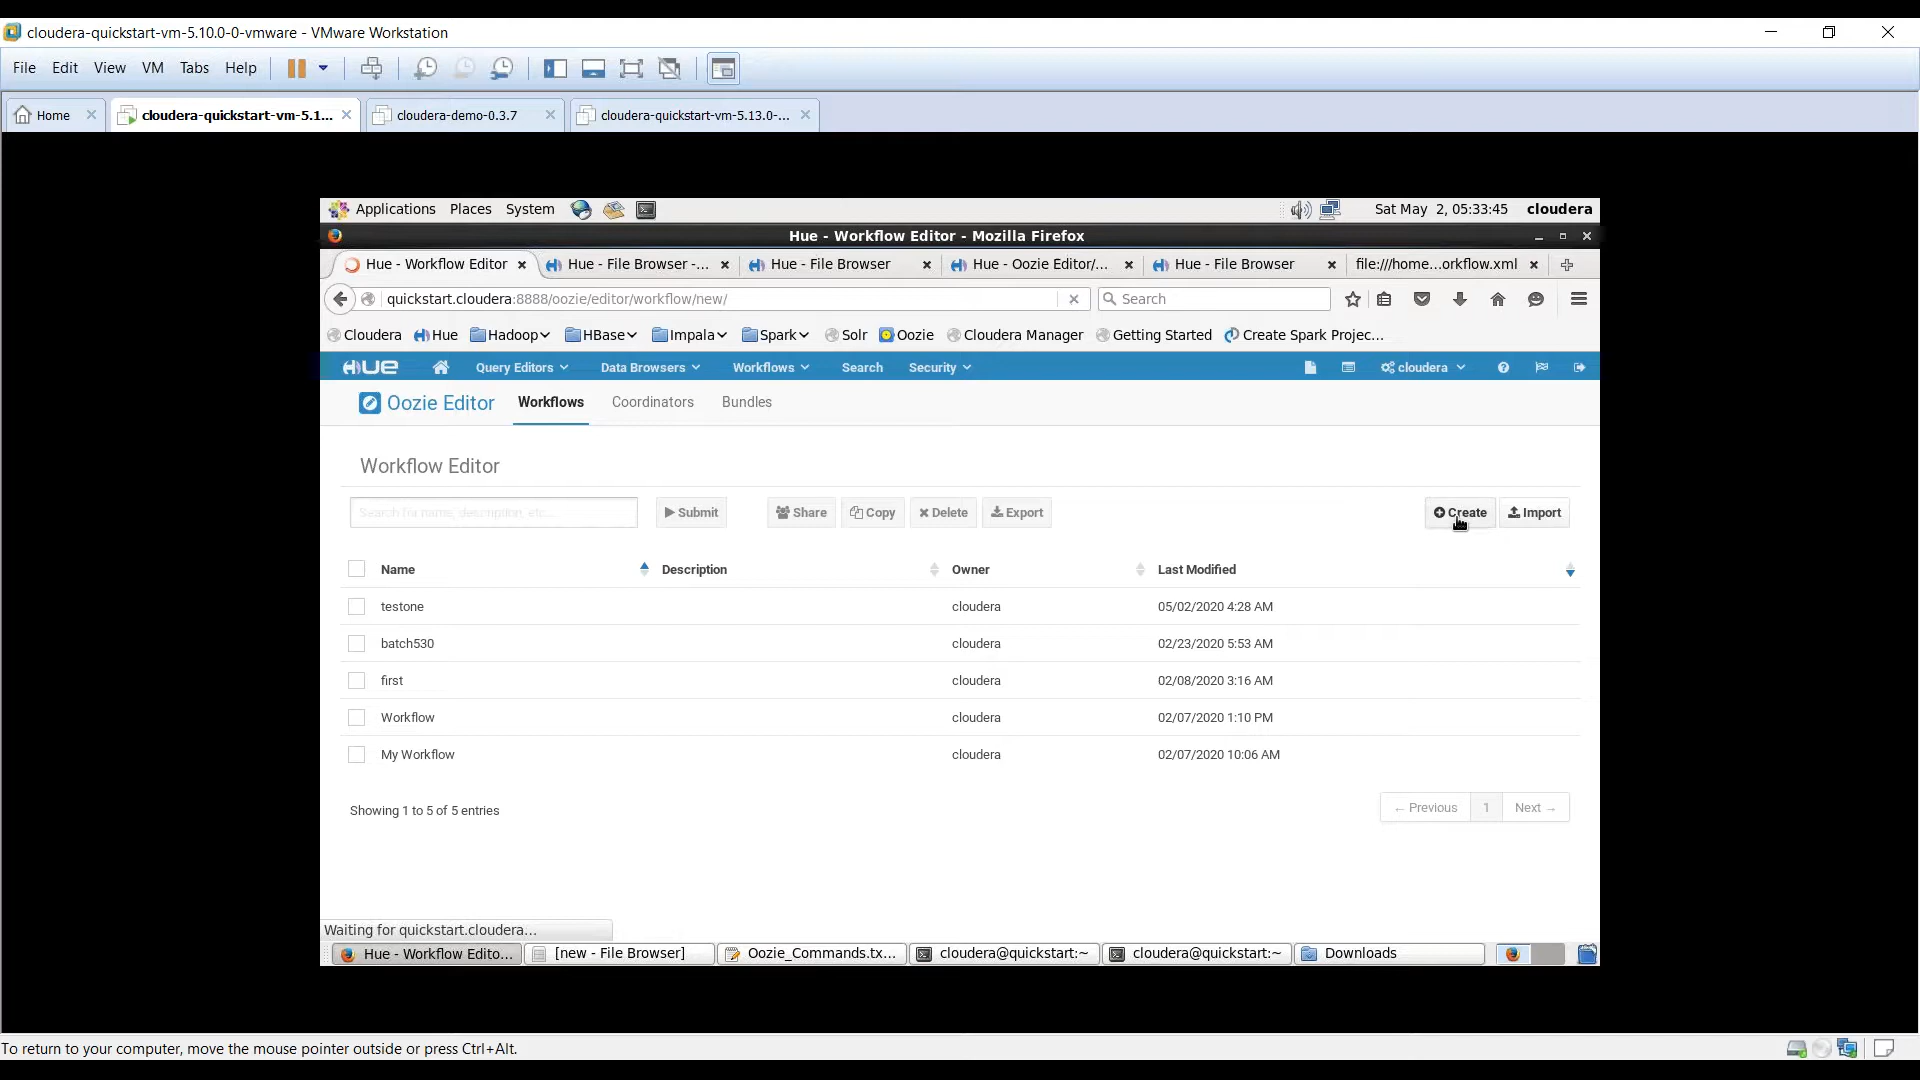 cloudera-quickstart-vm-5.10.0-0-vmware - VMware Workstation
File Edit View VM Tabs Help
Home cloudera-quickstart-vm-5.1... cloudera-demo-0.3.7 cloudera-quickstart-vm-5.13.0-...
Applications Places System Sat May 2, 05:33:45 cloudera
Hue - Workflow Editor - Mozilla Firefox
Hue - Workflow Editor Hue - File Browser -... Hue - File Browser Hue - Oozie Editor/... Hue - File Browser file:///home...orkflow.xml
quickstart.cloudera:8888/oozie/editor/workflow/new/ Search
Cloudera Hue Hadoop HBase Impala Spark Solr Oozie Cloudera Manager Getting Started Create Spark Projec...
HUE Query Editors Data Browsers Workflows Search Security cloudera
Oozie Editor Workflows Coordinators Bundles
Workflow Editor
Search for name, description, etc... Submit Share Copy Delete Export Create Import
Name Description Owner Last Modified
testone cloudera 05/02/2020 4:28 AM
batch530 cloudera 02/23/2020 5:53 AM
first cloudera 02/08/2020 3:16 AM
Workflow cloudera 02/07/2020 1:10 PM
My Workflow cloudera 02/07/2020 10:06 AM
Showing 1 to 5 of 5 entries ← Previous 1 Next →
Waiting for quickstart.cloudera...
Hue - Workflow Edito... [new - File Browser] Oozie_Commands.tx... cloudera@quickstart:~ cloudera@quickstart:~ Downloads
To return to your computer, move the mouse pointer outside or press Ctrl+Alt.